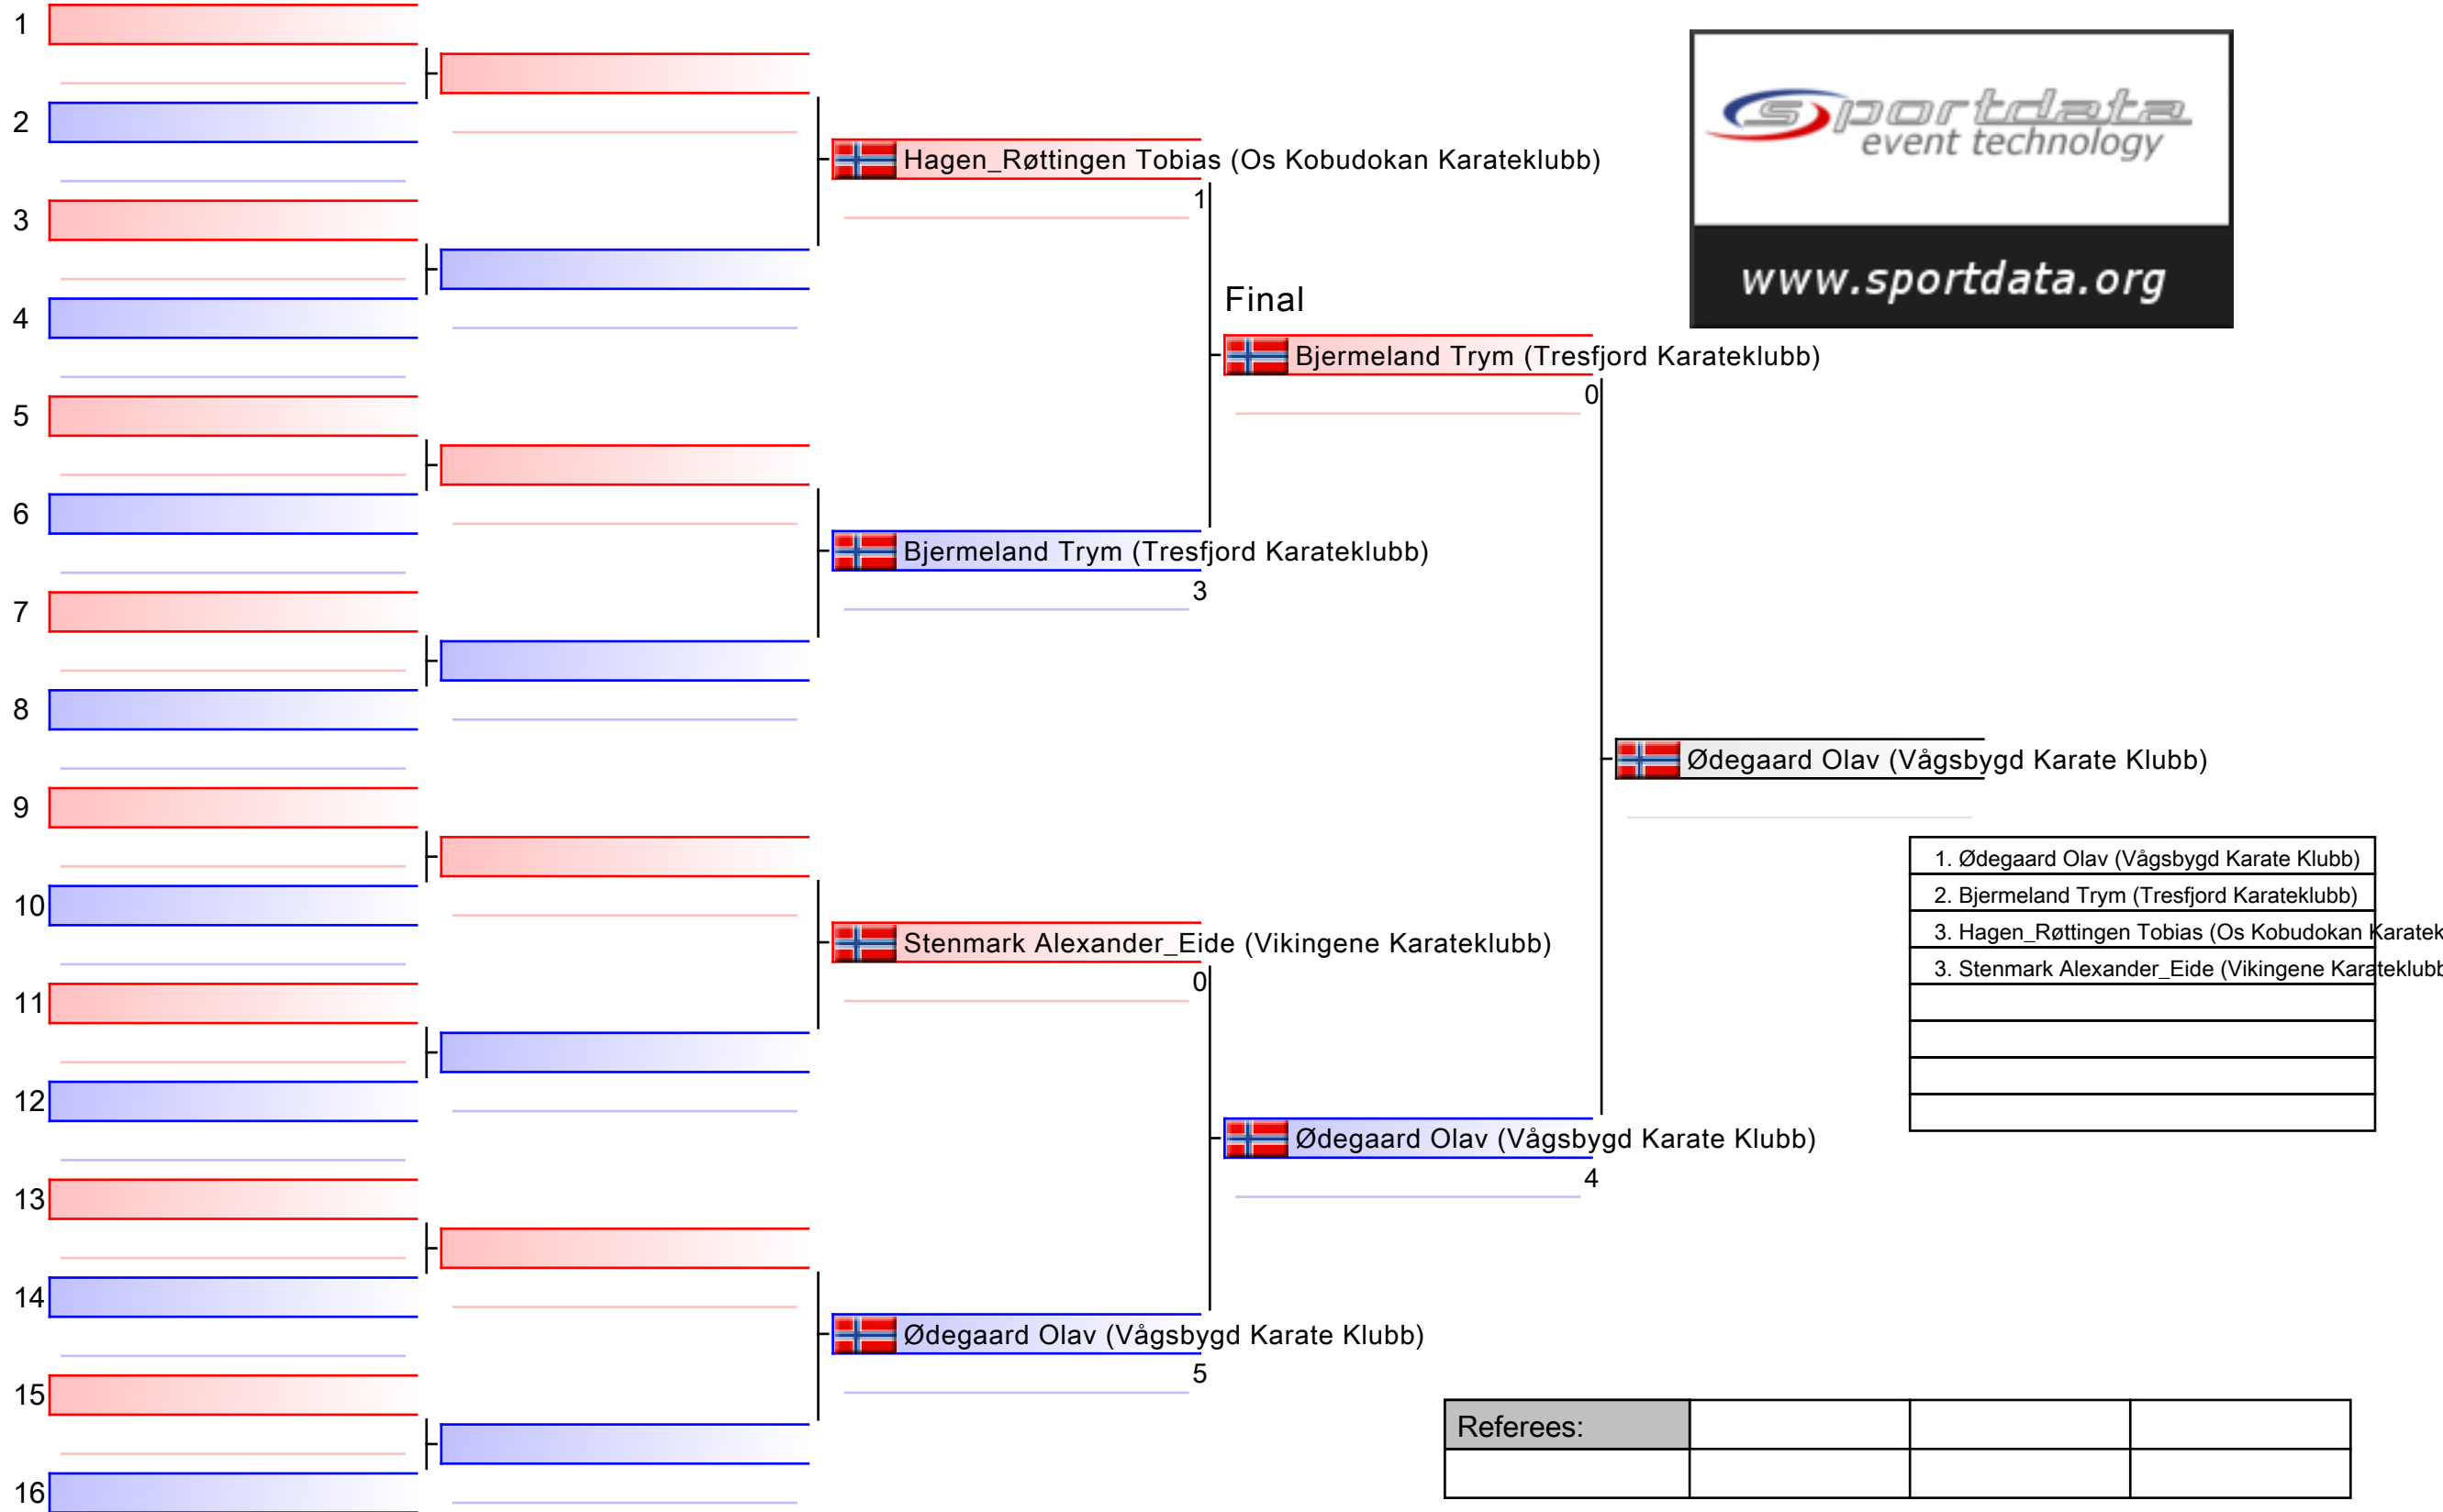 1
2
3
4
5
6
7
8
9
10
11
12
13
14
15
16
Hagen_Røttingen Tobias (Os Kobudokan Karateklubb)
1
Bjermeland Trym (Tresfjord Karateklubb)
3
Stenmark Alexander_Eide (Vikingene Karateklubb)
0
Ødegaard Olav (Vågsbygd Karate Klubb)
5
Final
Bjermeland Trym (Tresfjord Karateklubb)
0
Ødegaard Olav (Vågsbygd Karate Klubb)
4
Ødegaard Olav (Vågsbygd Karate Klubb)
sportdata
event technology
www.sportdata.org
1. Ødegaard Olav (Vågsbygd Karate Klubb)
2. Bjermeland Trym (Tresfjord Karateklubb)
3. Hagen_Røttingen Tobias (Os Kobudokan Karatek
3. Stenmark Alexander_Eide (Vikingene Karateklubb
Referees: